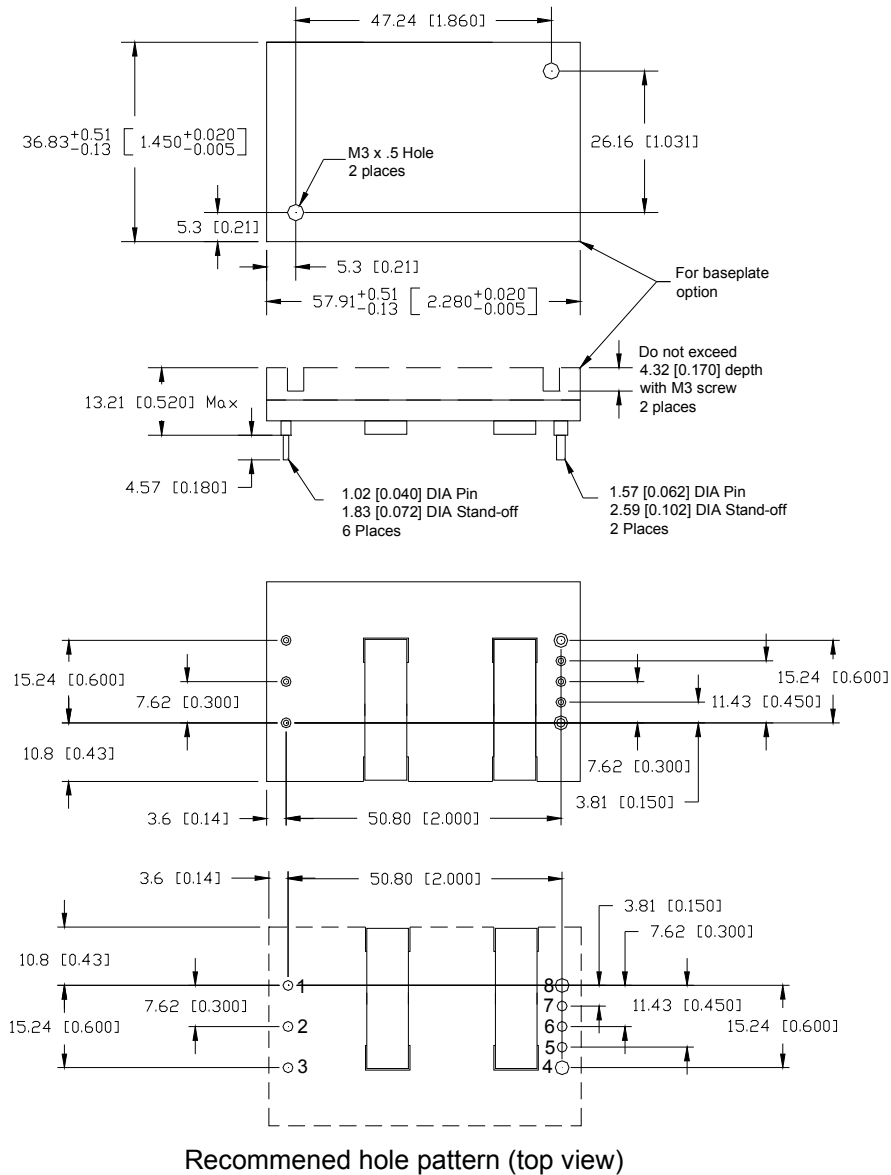 47.24 [1.860]
36.83+0.51 -0.13 [ 1.450+0.020 -0.005 ]
M3 x .5 Hole
2 places
26.16 [1.031]
5.3 [0.21]
5.3 [0.21]
57.91+0.51 -0.13 [ 2.280+0.020 -0.005 ]
For baseplate
option
Do not exceed
4.32 [0.170] depth
with M3 screw
2 places
13.21 [0.520] Max
4.57 [0.180]
1.02 [0.040] DIA Pin
1.83 [0.072] DIA Stand-off
6 Places
1.57 [0.062] DIA Pin
2.59 [0.102] DIA Stand-off
2 Places
15.24 [0.600]
7.62 [0.300]
10.8 [0.43]
15.24 [0.600]
11.43 [0.450]
7.62 [0.300]
3.81 [0.150]
3.6 [0.14]
50.80 [2.000]
3.6 [0.14]
50.80 [2.000]
3.81 [0.150]
7.62 [0.300]
10.8 [0.43]
7.62 [0.300]
15.24 [0.600]
11.43 [0.450]
15.24 [0.600]
1
2
3
8
7
6
5
4
Recommened hole pattern (top view)